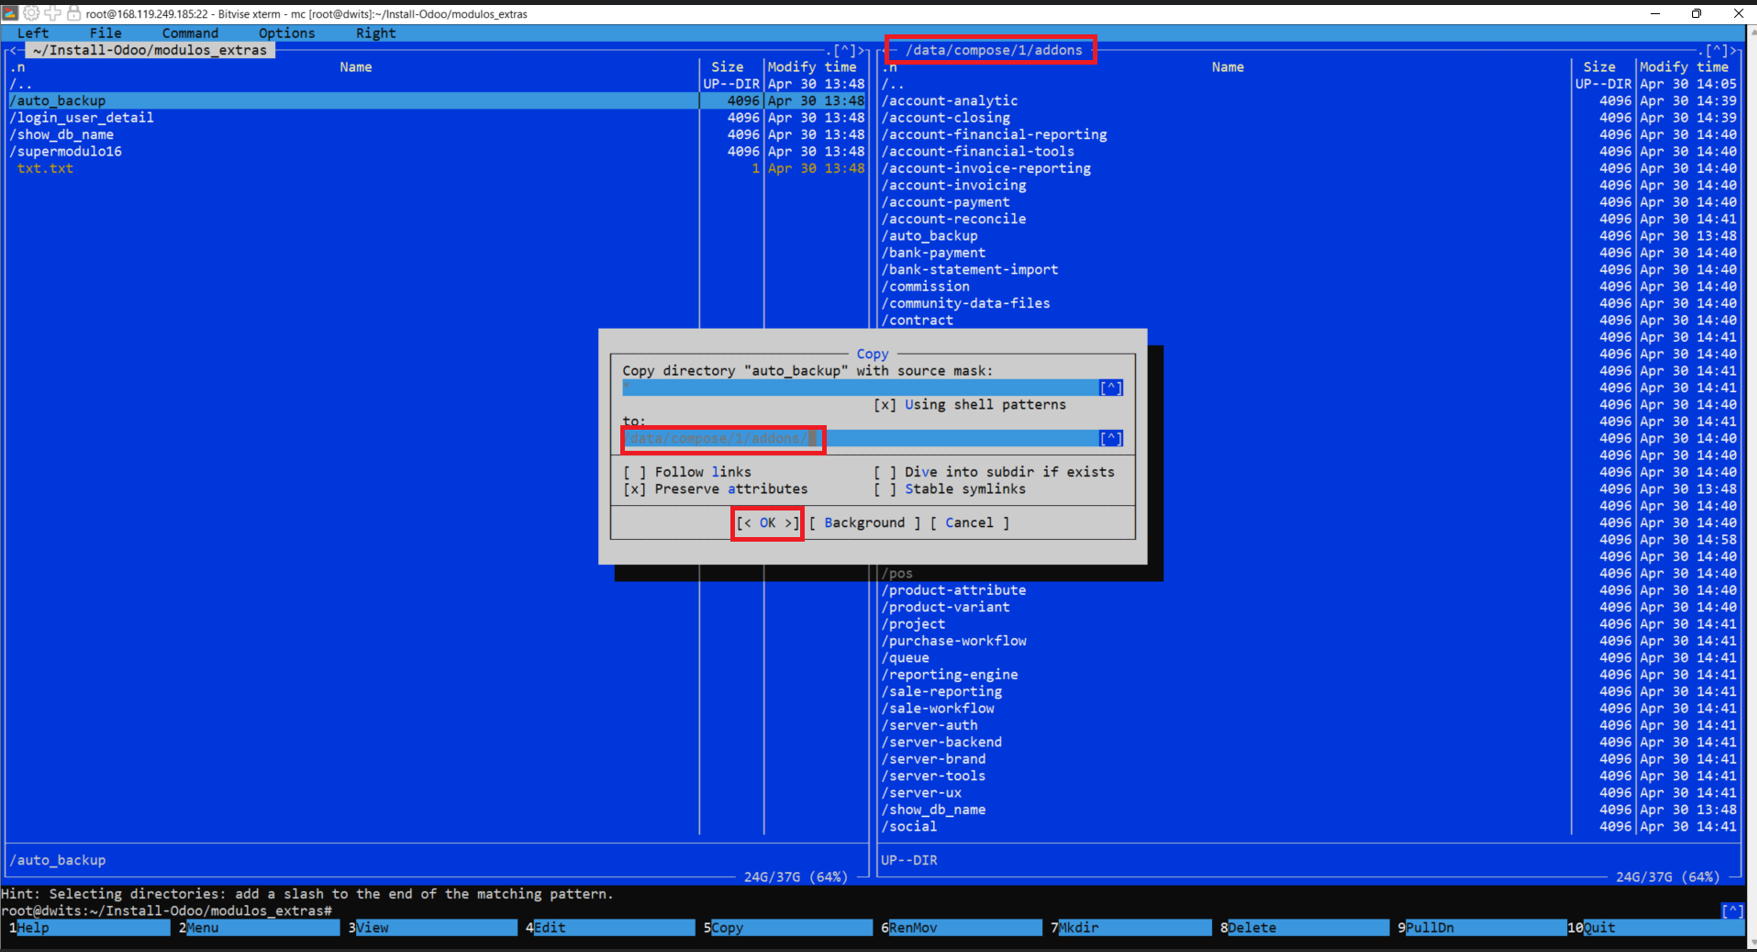 root@168.119.249.185:22 - Bitvise xterm - mc [root@dwits]:~/Install-Odoo/modulos_extras
Left File Command Options Right
<─ ~/Install-Odoo/modulos_extras .[^]>
.n Name Size Modify time
/.. UP--DIR Apr 30 13:48
/auto_backup 4096 Apr 30 13:48
/login_user_detail 4096 Apr 30 13:48
/show_db_name 4096 Apr 30 13:48
/supermodulo16 4096 Apr 30 13:48
txt.txt 1 Apr 30 13:48
/auto_backup
24G/37G (64%)
/data/compose/1/addons .[^]>
.n Name Size Modify time
/.. UP--DIR Apr 30 14:05
/account-analytic 4096 Apr 30 14:39
/account-closing 4096 Apr 30 14:39
/account-financial-reporting 4096 Apr 30 14:40
/account-financial-tools 4096 Apr 30 14:40
/account-invoice-reporting 4096 Apr 30 14:40
/account-invoicing 4096 Apr 30 14:40
/account-payment 4096 Apr 30 14:40
/account-reconcile 4096 Apr 30 14:41
/auto_backup 4096 Apr 30 13:48
/bank-payment 4096 Apr 30 14:40
/bank-statement-import 4096 Apr 30 14:40
/commission 4096 Apr 30 14:40
/community-data-files 4096 Apr 30 14:40
/contract 4096 Apr 30 14:40
4096 Apr 30 14:41
4096 Apr 30 14:40
4096 Apr 30 14:41
4096 Apr 30 14:41
4096 Apr 30 14:40
4096 Apr 30 14:41
4096 Apr 30 14:40
4096 Apr 30 14:40
4096 Apr 30 14:40
4096 Apr 30 13:48
4096 Apr 30 14:40
4096 Apr 30 14:40
4096 Apr 30 14:58
4096 Apr 30 14:40
/pos 4096 Apr 30 14:40
/product-attribute 4096 Apr 30 14:40
/product-variant 4096 Apr 30 14:40
/project 4096 Apr 30 14:41
/purchase-workflow 4096 Apr 30 14:41
/queue 4096 Apr 30 14:41
/reporting-engine 4096 Apr 30 14:41
/sale-reporting 4096 Apr 30 14:41
/sale-workflow 4096 Apr 30 14:41
/server-auth 4096 Apr 30 14:41
/server-backend 4096 Apr 30 14:41
/server-brand 4096 Apr 30 14:41
/server-tools 4096 Apr 30 14:41
/server-ux 4096 Apr 30 14:41
/show_db_name 4096 Apr 30 13:48
/social 4096 Apr 30 14:41
UP--DIR
24G/37G (64%)
Copy
Copy directory "auto_backup" with source mask:
* [^]
[x] Using shell patterns
to:
/data/compose/1/addons/ [^]
[ ] Follow links [ ] Dive into subdir if exists
[x] Preserve attributes [ ] Stable symlinks
[< OK >] [ Background ] [ Cancel ]
Hint: Selecting directories: add a slash to the end of the matching pattern.
root@dwits:~/Install-Odoo/modulos_extras# [^]
1Help 2Menu 3View 4Edit 5Copy 6RenMov 7Mkdir 8Delete 9PullDn 10Quit